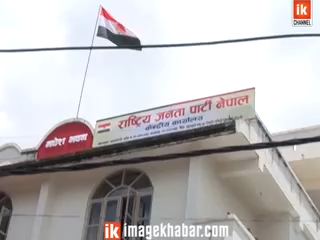 ik
CHANNEL
राष्ट्रिय जनता पार्टी नेपाल
केन्द्रीय कार्यालय
मधेश भवन
ik imagekhabar.com